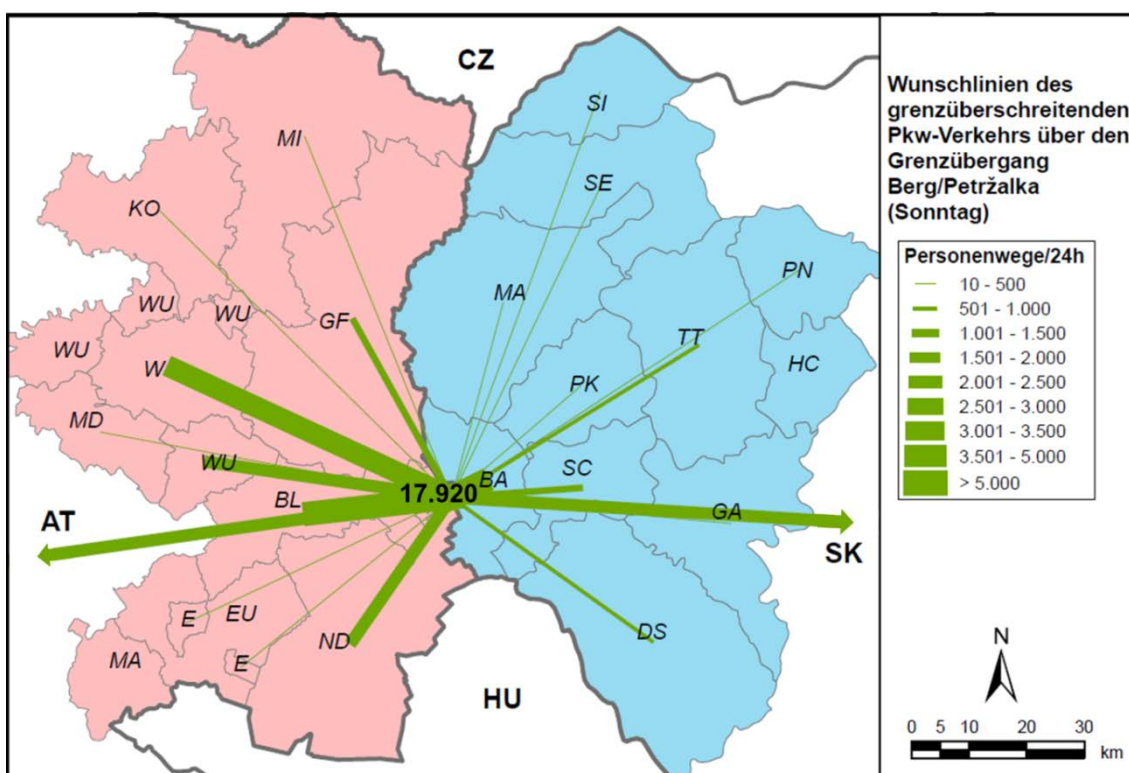 CZ
SI
MI
SE
KO
PN
MA
WU
WU
GF
TT
WU
HC
W
PK
MD
WU
SC
BA
BL
17.920
GA
AT
SK
E
EU
DS
ND
MA
E
HU
Wunschlinien des
grenzüberschreitenden
Pkw-Verkehrs über den
Grenzübergang
Berg/Petržalka
(Sonntag)
Personenwege/24h
10 - 500
501 - 1.000
1.001 - 1.500
1.501 - 2.000
2.001 - 2.500
2.501 - 3.000
3.001 - 3.500
3.501 - 5.000
> 5.000
N
0 5 10 20 30
km